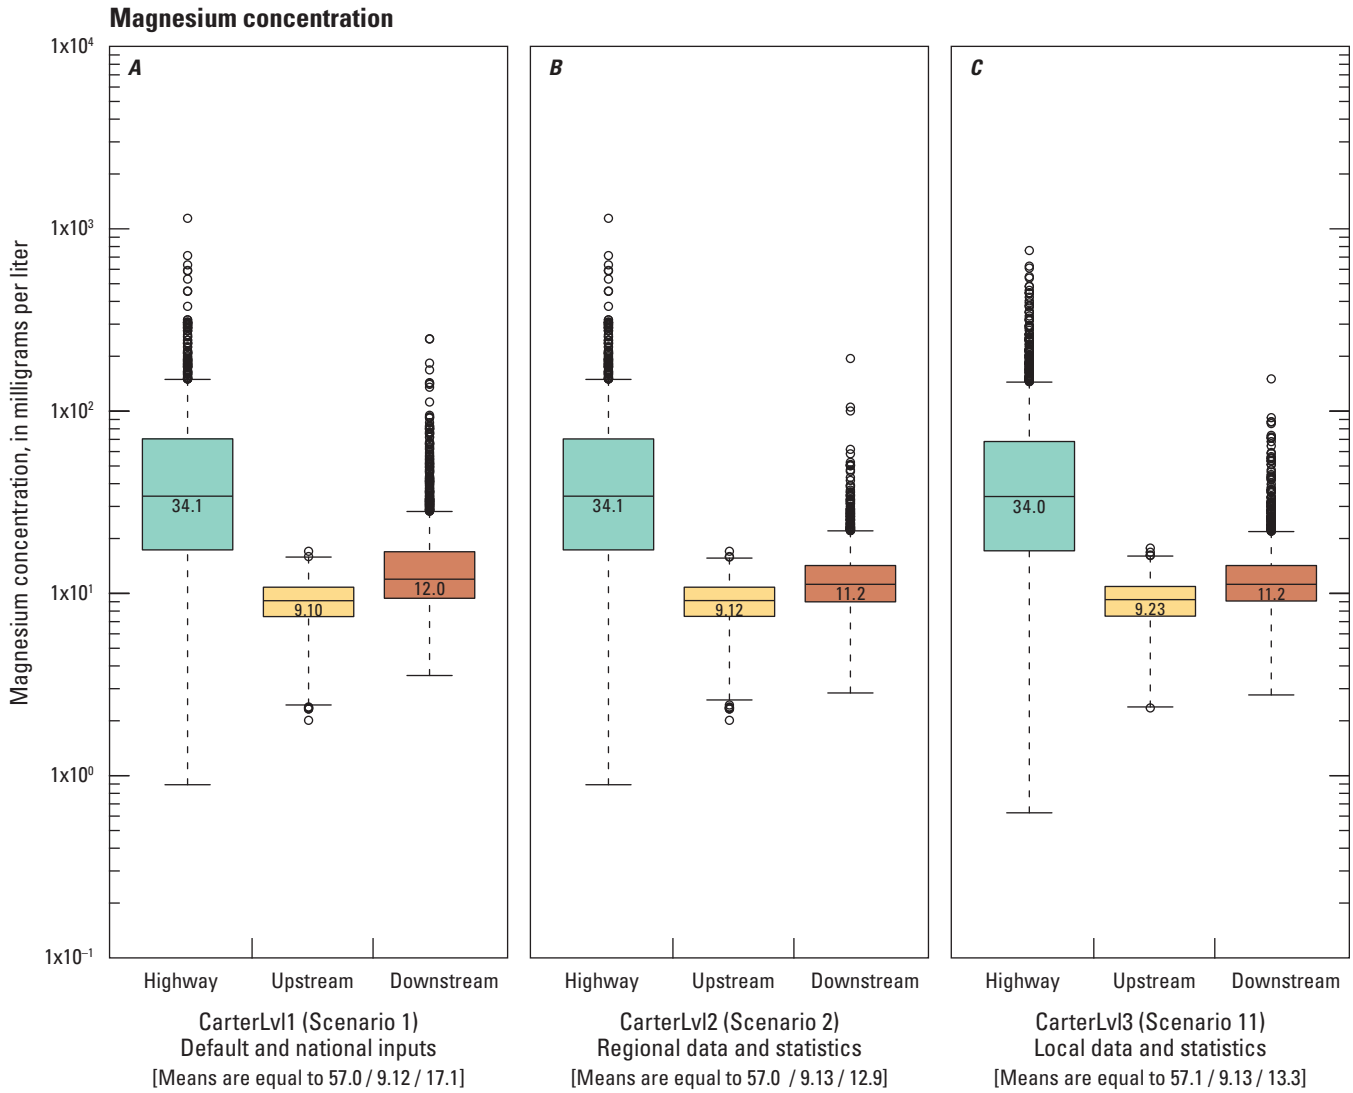 Magnesium concentration
A
B
C
Magnesium concentration, in milligrams per liter
1x10⁴
1x10³
1x10²
1x10¹
1x10⁰
1x10⁻¹
34.1
9.10
12.0
34.1
9.12
11.2
34.0
9.23
11.2
Highway Upstream Downstream
Highway Upstream Downstream
Highway Upstream Downstream
CarterLvl1 (Scenario 1)
Default and national inputs
[Means are equal to 57.0 / 9.12 / 17.1]
CarterLvl2 (Scenario 2)
Regional data and statistics
[Means are equal to 57.0 / 9.13 / 12.9]
CarterLvl3 (Scenario 11)
Local data and statistics
[Means are equal to 57.1 / 9.13 / 13.3]